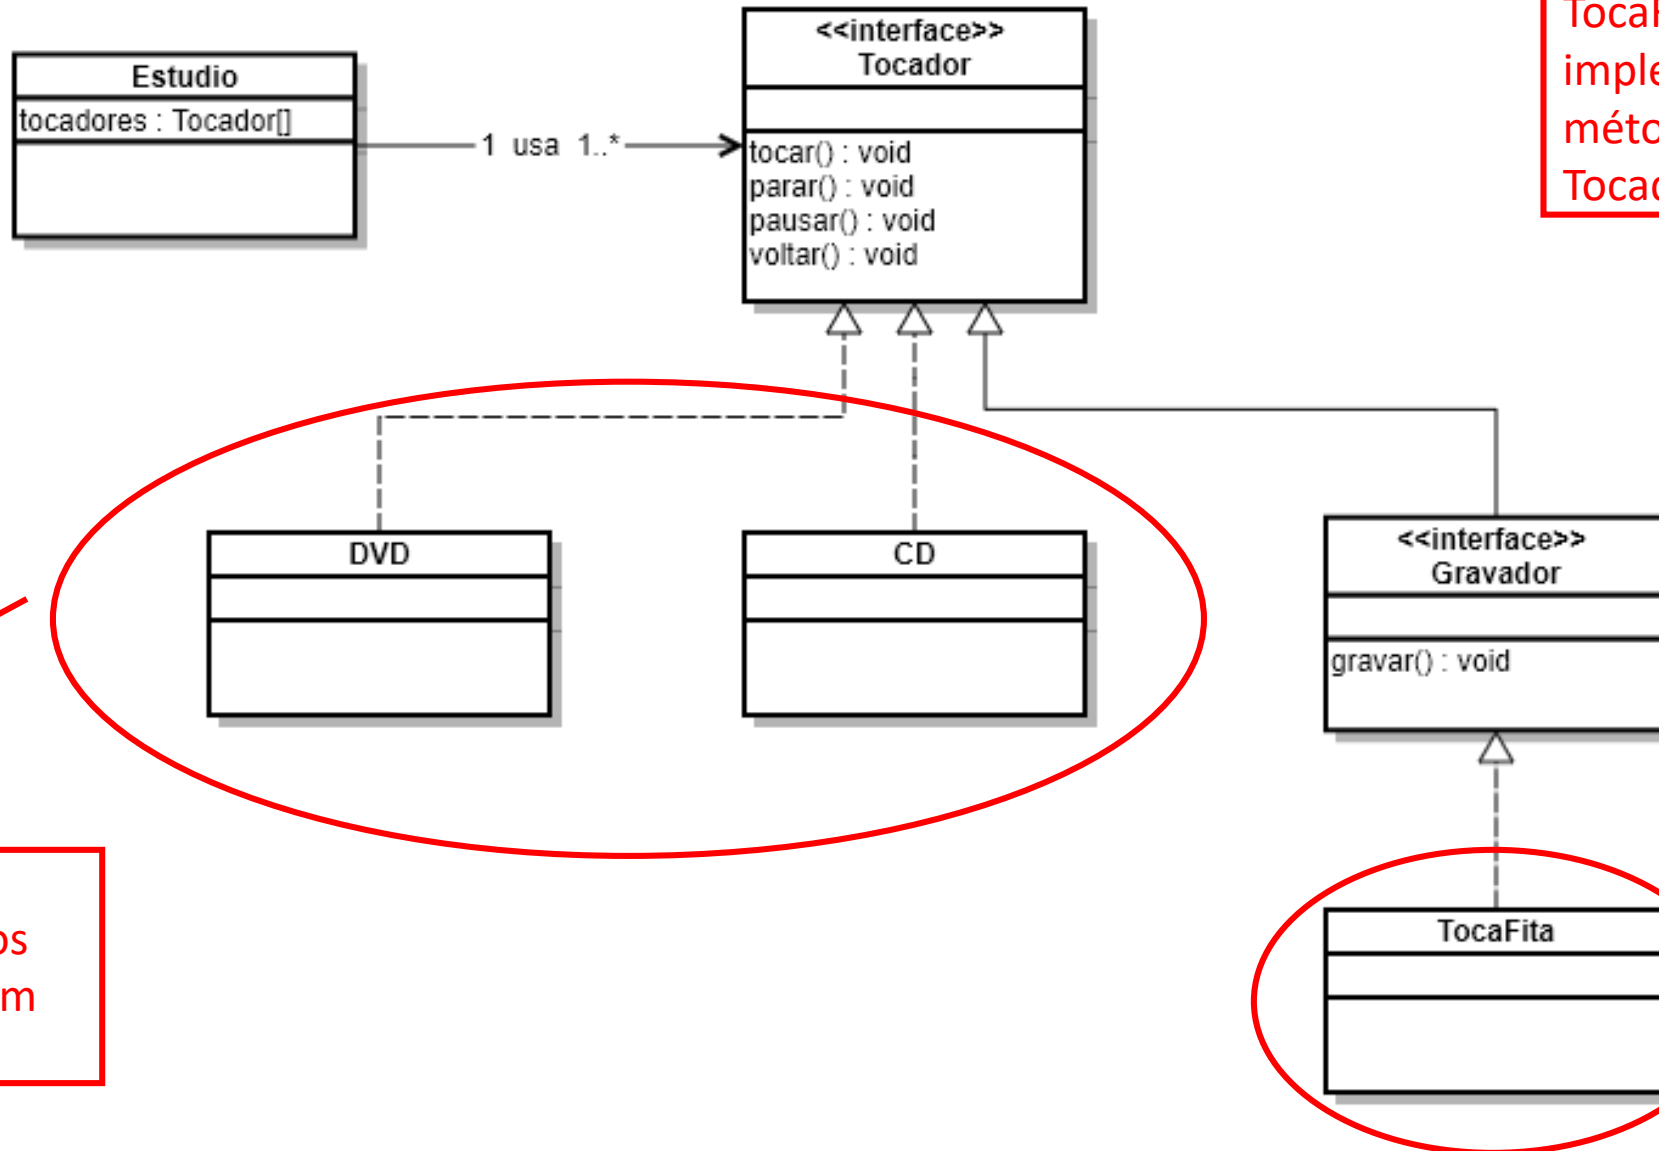 Estudio
tocadores : Tocador[]
1 usa 1..*
<<interface>>
Tocador
tocar() : void
parar() : void
pausar() : void
voltar() : void
DVD
CD
<<interface>>
Gravador
gravar() : void
TocaFita